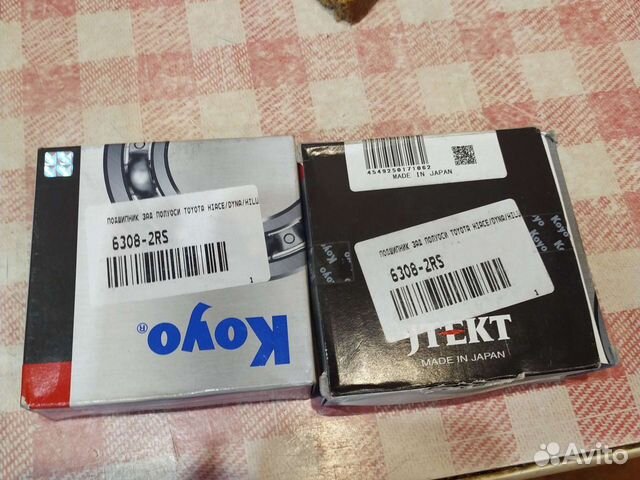 ПОДШИПНИК ЗАД ПОЛУОСИ TOYOTA HIACE/DYNA/HILU
6308-2RS
1
Koyo®
4549250171062
MADE IN JAPAN
ПОДШИПНИК ЗАД ПОЛУОСИ TOYOTA HIACE/DYNA/HILU
6308-2RS
1
Koyo
JTEKT
MADE IN JAPAN
Avito